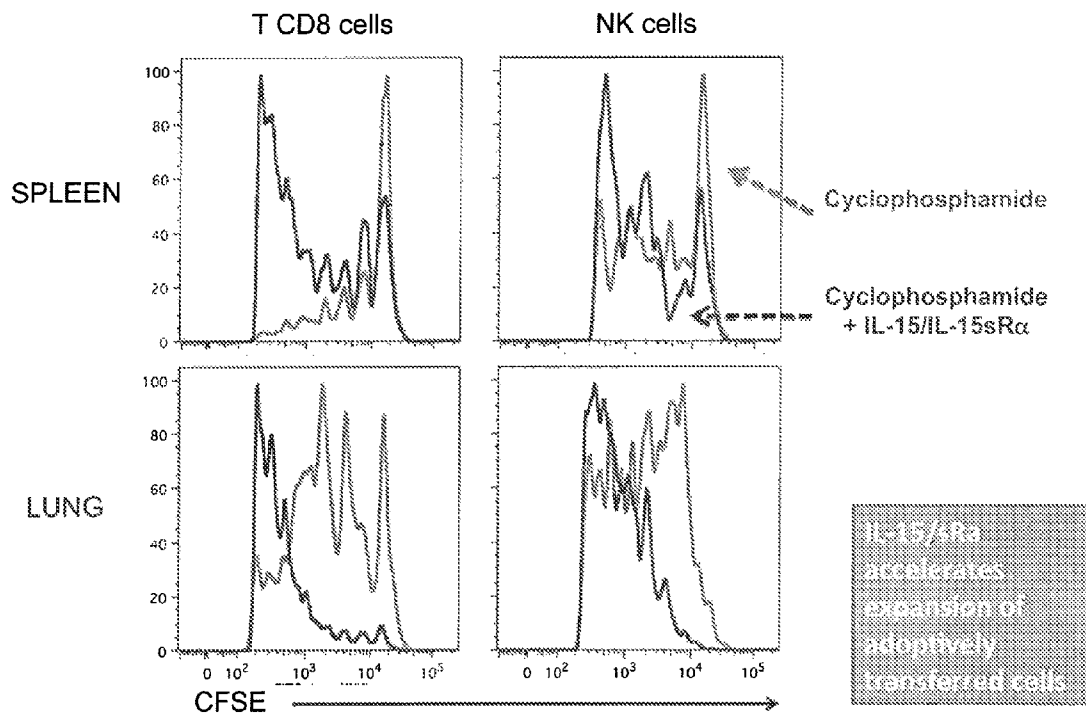 T CD8 cells
NK cells
SPLEEN
100
80
60
40
20
0
Cyclophosphamide
Cyclophosphamide
+ IL-15/IL-15sRα
LUNG
100
80
60
40
20
0
0 10² 10³ 10⁴ 10⁵
0 10² 10³ 10⁴ 10⁵
CFSE
IL-15/sRa
accelerates
expansion of
adoptively
transferred cells